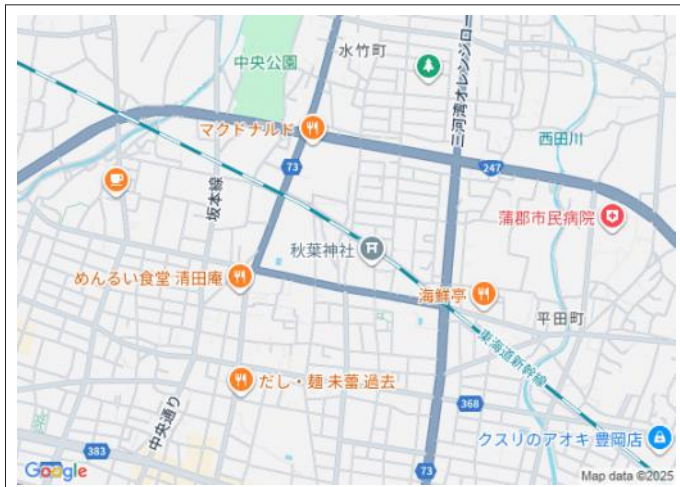 水竹町
中央公園
三河湾オレンジロー
マクドナルド
西田川
73
247
坂本線
蒲郡市民病院
秋葉神社
めんるい食堂 清田庵
海鮮亭
平田町
東海道新幹線
だし・麺 未蕾 過去
368
中央通り
クスリのアオキ 豊岡店
383
73
Google
Map data ©2025